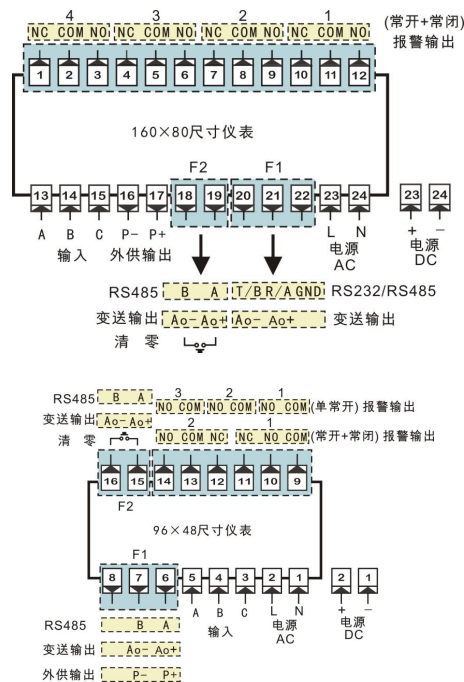 4 3 2 1
NC COM NO NC COM NO NC COM NO NC COM NO (常开+常闭)
报警输出
1 2 3 4 5 6 7 8 9 10 11 12
160×80尺寸仪表
F2 F1
13 14 15 16 17 18 19 20 21 22 23 24 23 24
A B C P- P+ L N + −
输入 外供输出 电源 电源
AC DC
RS485 B A T/B R/A GND RS232/RS485
变送输出 Ao- Ao+ Ao- Ao+ 变送输出
清 零
RS485 B A 3 2 1
NO COM NO COM NO COM (单常开) 报警输出
变送输出 Ao- Ao+ 2 1
清 零 NO COM NC NC NO COM (常开+常闭) 报警输出
16 15 14 13 12 11 10 9
F2
96×48尺寸仪表
F1
8 7 6 5 4 3 2 1 2 1
A B C L N + −
输入 电源 电源
AC DC
RS485 B A
变送输出 Ao- Ao+
外供输出 P- P+